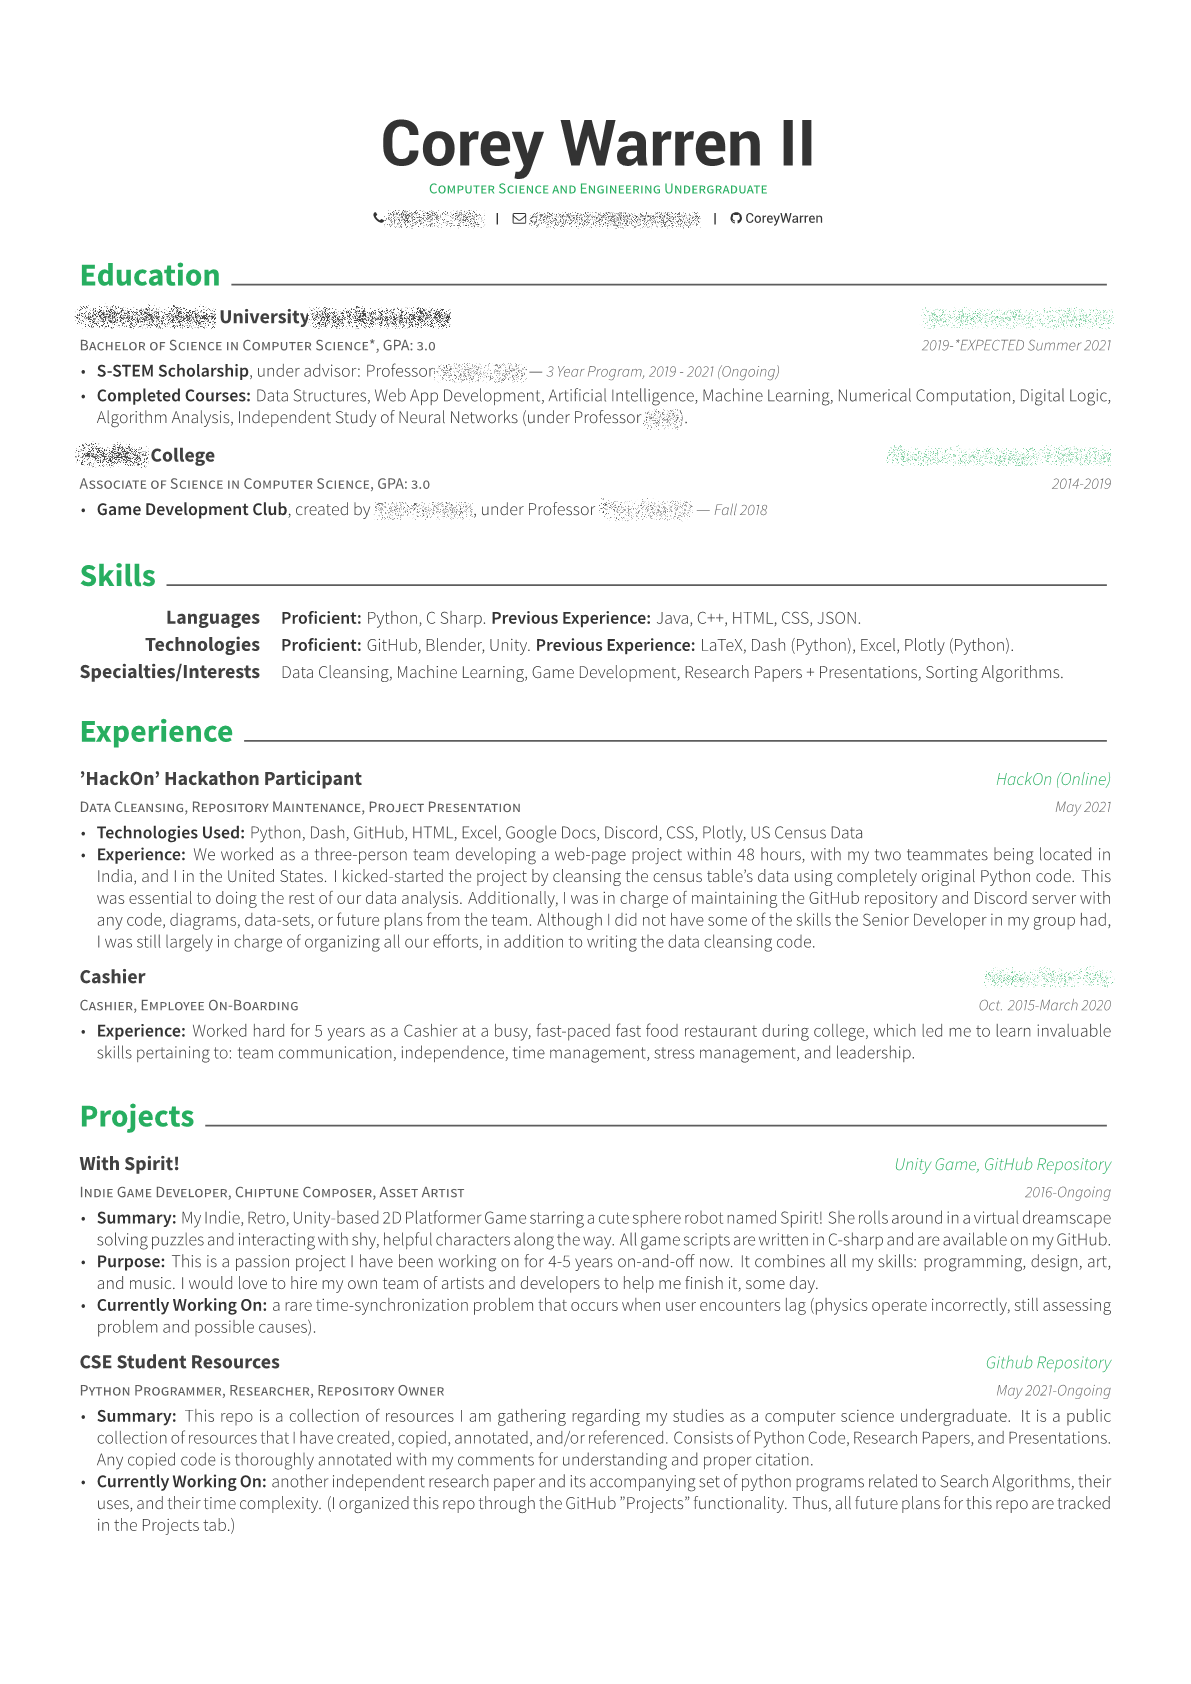 Corey Warren II
Computer Science and Engineering Undergraduate
| | CoreyWarren
Education
University
Bachelor of Science in Computer Science*, GPA: 3.0 2019-*EXPECTED Summer 2021
• S-STEM Scholarship, under advisor: Professor — 3 Year Program, 2019 - 2021 (Ongoing)
• Completed Courses: Data Structures, Web App Development, Artificial Intelligence, Machine Learning, Numerical Computation, Digital Logic,
Algorithm Analysis, Independent Study of Neural Networks (under Professor ).
College
Associate of Science in Computer Science, GPA: 3.0 2014-2019
• Game Development Club, created by , under Professor — Fall 2018
Skills
Languages Proficient: Python, C Sharp. Previous Experience: Java, C++, HTML, CSS, JSON.
Technologies Proficient: GitHub, Blender, Unity. Previous Experience: LaTeX, Dash (Python), Excel, Plotly (Python).
Specialties/Interests Data Cleansing, Machine Learning, Game Development, Research Papers + Presentations, Sorting Algorithms.
Experience
’HackOn’ Hackathon Participant HackOn (Online)
Data Cleansing, Repository Maintenance, Project Presentation May 2021
• Technologies Used: Python, Dash, GitHub, HTML, Excel, Google Docs, Discord, CSS, Plotly, US Census Data
• Experience: We worked as a three-person team developing a web-page project within 48 hours, with my two teammates being located in
India, and I in the United States. I kicked-started the project by cleansing the census table’s data using completely original Python code. This
was essential to doing the rest of our data analysis. Additionally, I was in charge of maintaining the GitHub repository and Discord server with
any code, diagrams, data-sets, or future plans from the team. Although I did not have some of the skills the Senior Developer in my group had,
I was still largely in charge of organizing all our efforts, in addition to writing the data cleansing code.
Cashier
Cashier, Employee On-Boarding Oct. 2015-March 2020
• Experience: Worked hard for 5 years as a Cashier at a busy, fast-paced fast food restaurant during college, which led me to learn invaluable
skills pertaining to: team communication, independence, time management, stress management, and leadership.
Projects
With Spirit! Unity Game, GitHub Repository
Indie Game Developer, Chiptune Composer, Asset Artist 2016-Ongoing
• Summary: My Indie, Retro, Unity-based 2D Platformer Game starring a cute sphere robot named Spirit! She rolls around in a virtual dreamscape
solving puzzles and interacting with shy, helpful characters along the way. All game scripts are written in C-sharp and are available on my GitHub.
• Purpose: This is a passion project I have been working on for 4-5 years on-and-off now. It combines all my skills: programming, design, art,
and music. I would love to hire my own team of artists and developers to help me finish it, some day.
• Currently Working On: a rare time-synchronization problem that occurs when user encounters lag (physics operate incorrectly, still assessing
problem and possible causes).
CSE Student Resources Github Repository
Python Programmer, Researcher, Repository Owner May 2021-Ongoing
• Summary: This repo is a collection of resources I am gathering regarding my studies as a computer science undergraduate. It is a public
collection of resources that I have created, copied, annotated, and/or referenced. Consists of Python Code, Research Papers, and Presentations.
Any copied code is thoroughly annotated with my comments for understanding and proper citation.
• Currently Working On: another independent research paper and its accompanying set of python programs related to Search Algorithms, their
uses, and their time complexity. (I organized this repo through the GitHub ”Projects” functionality. Thus, all future plans for this repo are tracked
in the Projects tab.)